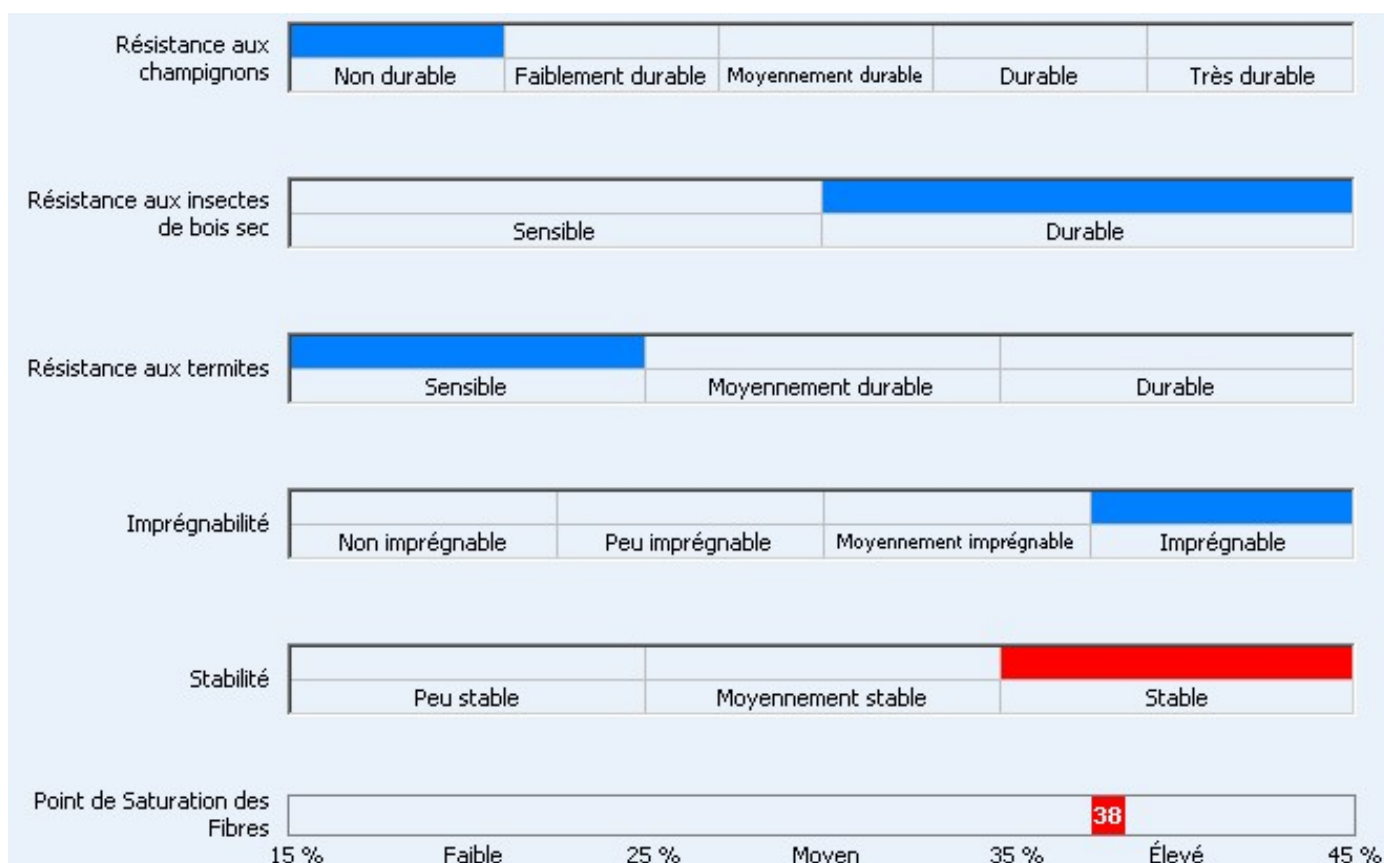 Résistance aux
champignons
Non durable Faiblement durable Moyennement durable Durable Très durable
Résistance aux insectes
de bois sec
Sensible Durable
Résistance aux termites
Sensible Moyennement durable Durable
Imprégnabilité
Non imprégnable Peu imprégnable Moyennement imprégnable Imprégnable
Stabilité
Peu stable Moyennement stable Stable
Point de Saturation des
Fibres
38
15 % Faible 25 % Moyen 35 % Élevé 45 %